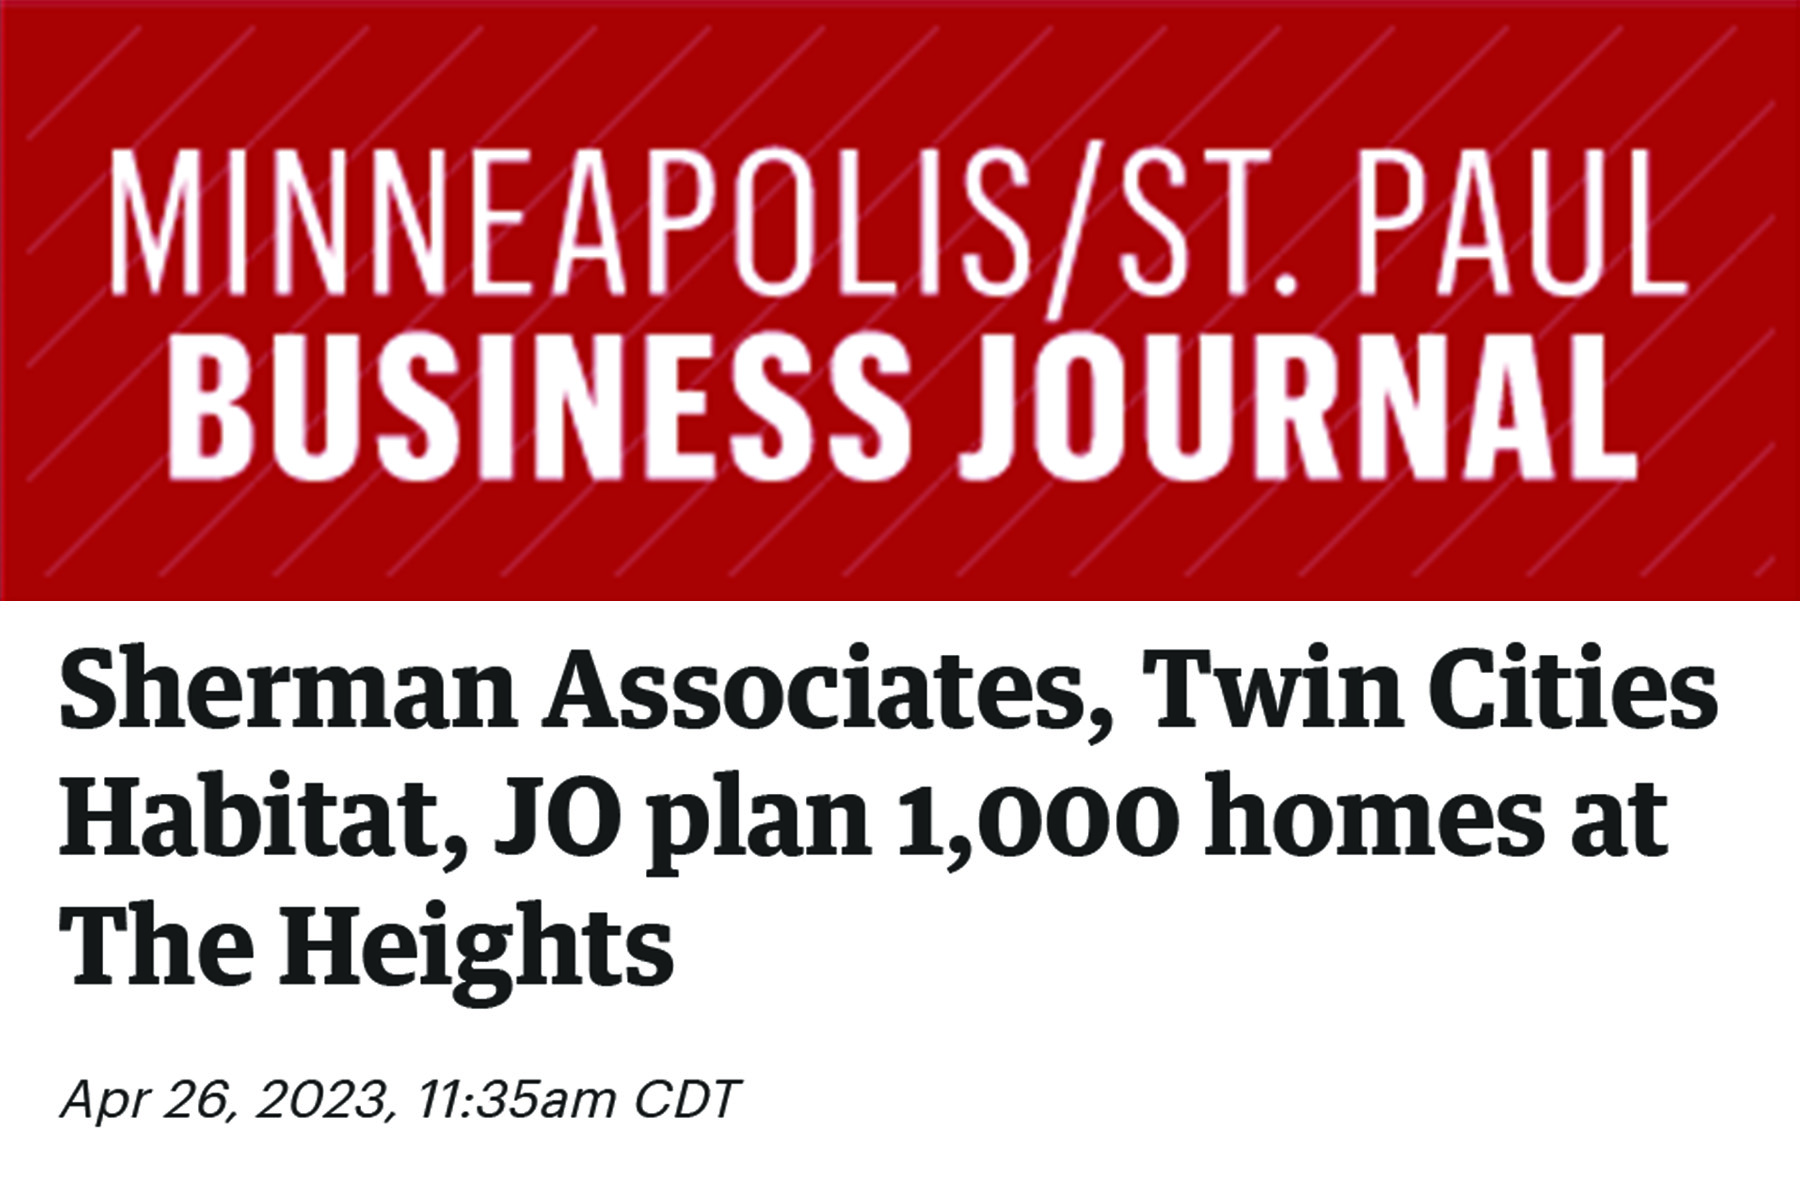 MINNEAPOLIS/ST. PAUL
BUSINESS JOURNAL
Sherman Associates, Twin Cities
Habitat, JO plan 1,000 homes at
The Heights
Apr 26, 2023, 11:35am CDT